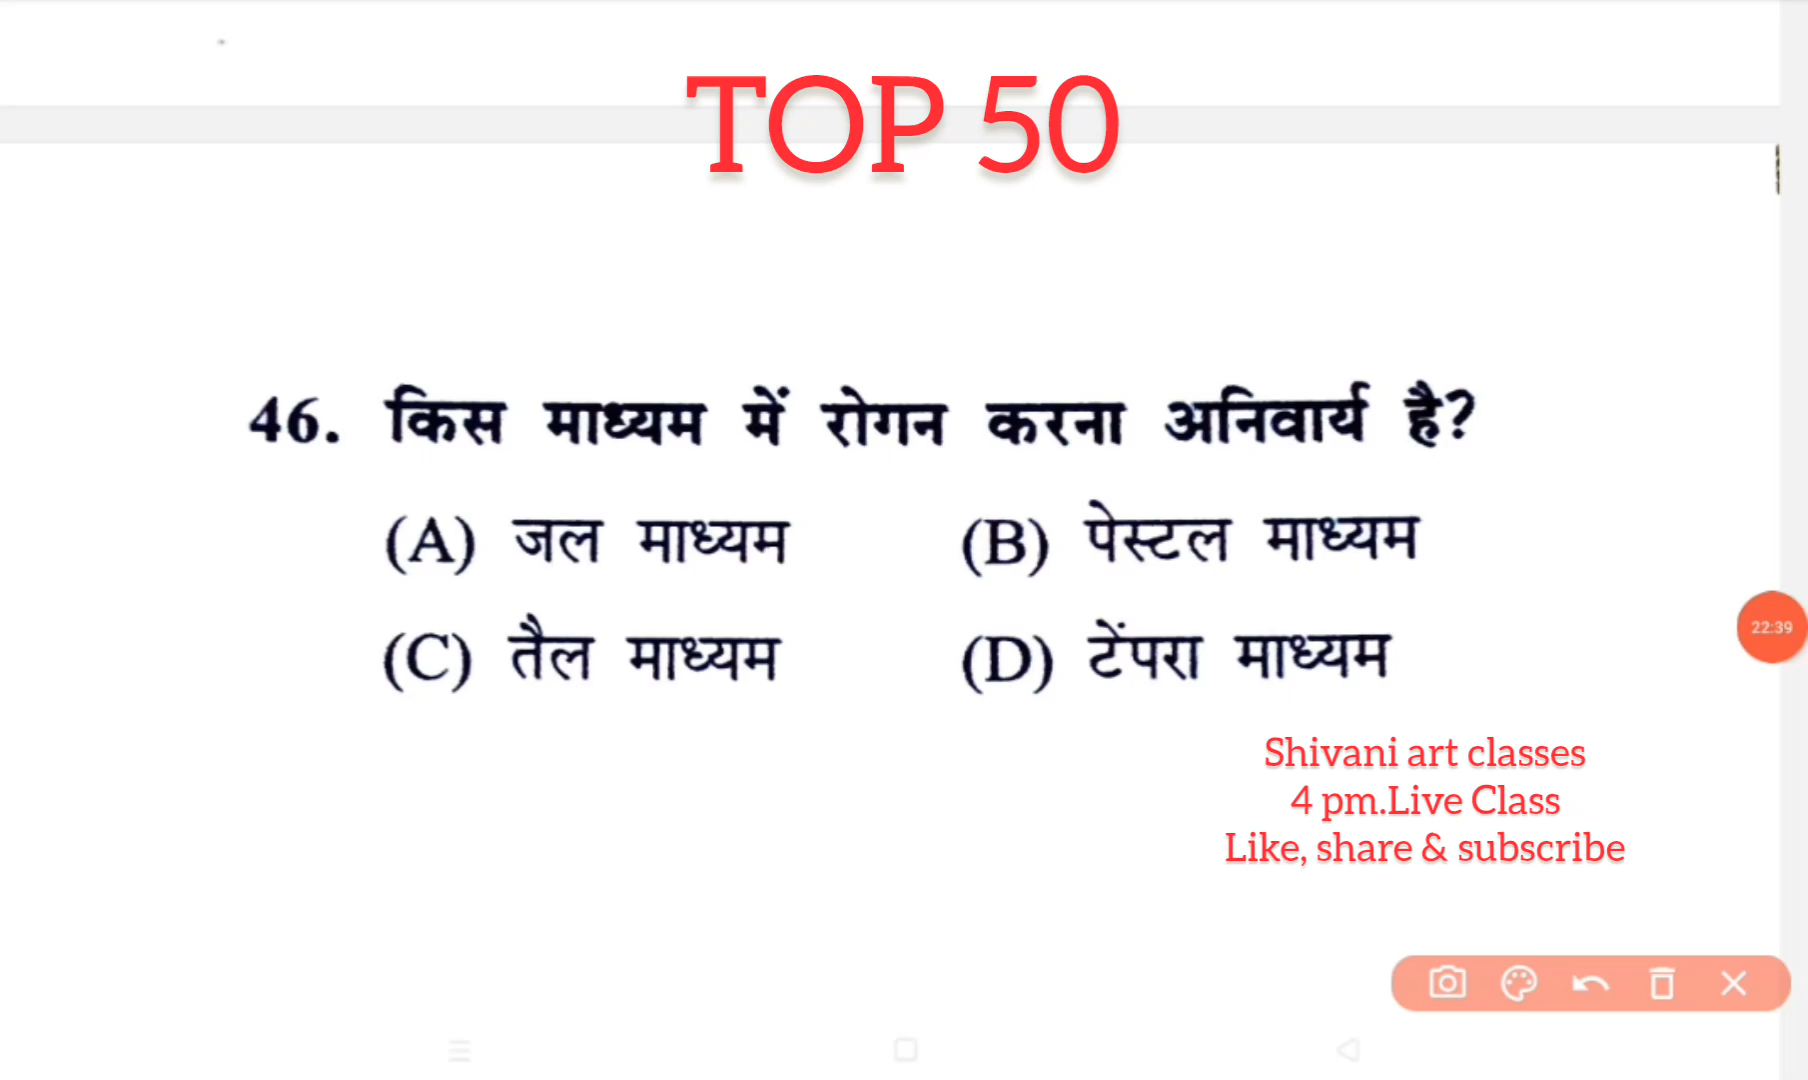 TOP 50
46. किस माध्यम में रोगन करना अनिवार्य है?
(A) जल माध्यम (B) पेस्टल माध्यम
(C) तैल माध्यम (D) टेंपरा माध्यम
22:39
Shivani art classes
4 pm.Live Class
Like, share & subscribe